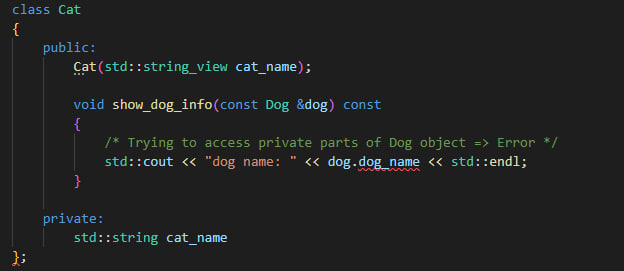 class Cat
{
    public:
        Cat(std::string_view cat_name);
        void show_dog_info(const Dog &dog) const
        {
            /* Trying to access private parts of Dog object => Error */
            std::cout << "dog name: " << dog.dog_name << std::endl;
        }
    private:
        std::string cat_name
};